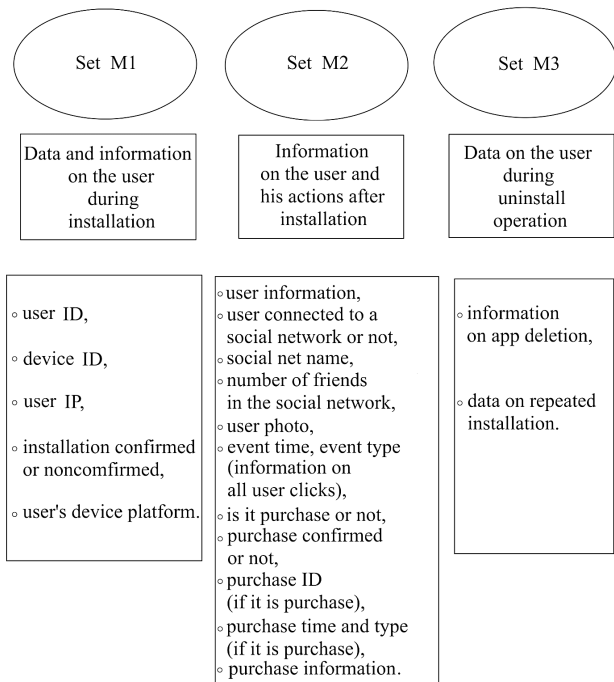 Set M1
Set M2
Set M3
Data and information
on the user
during
installation
Information
on the user and
his actions after
installation
Data on the user
during
uninstall
operation
◦ user ID,
◦ device ID,
◦ user IP,
◦ installation confirmed
or noncomfirmed,
◦ user's device platform.
◦ user information,
◦ user connected to a
social network or not,
◦ social net name,
◦ number of friends
in the social network,
◦ user photo,
◦ event time, event type
(information on
all user clicks),
◦ is it purchase or not,
◦ purchase confirmed
or not,
◦ purchase ID
(if it is purchase),
◦ purchase time and type
(if it is purchase),
◦ purchase information.
◦ information
on app deletion,
◦ data on repeated
installation.